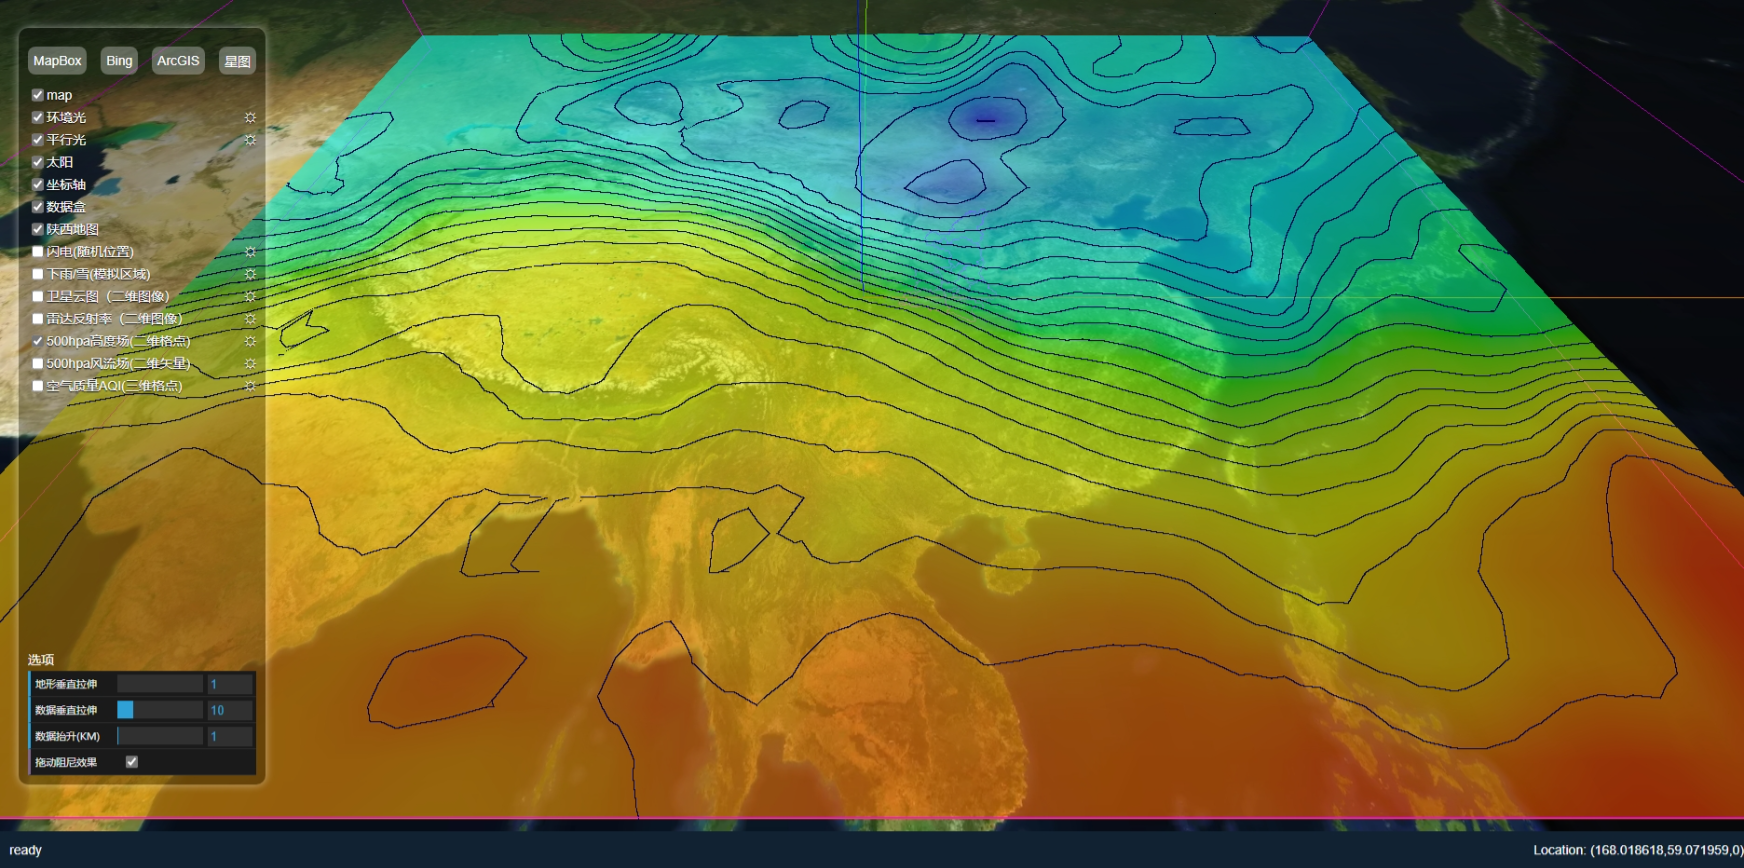 MapBox Bing ArcGIS 星图
map
环境光
平行光
太阳
坐标轴
数据盒
陕西地图
闪电(随机位置)
下雨/雪(模拟区域)
卫星云图（二维图像）
雷达反射率（二维图像）
500hpa高度场(二维格点)
500hpa风流场(二维矢量)
空气质量AQI(三维格点)
选项
地形垂直拉伸 1
数据垂直拉伸 10
数据抬升(KM) 1
拖动阻尼效果
ready
Location: (168.018618,59.071959,0)